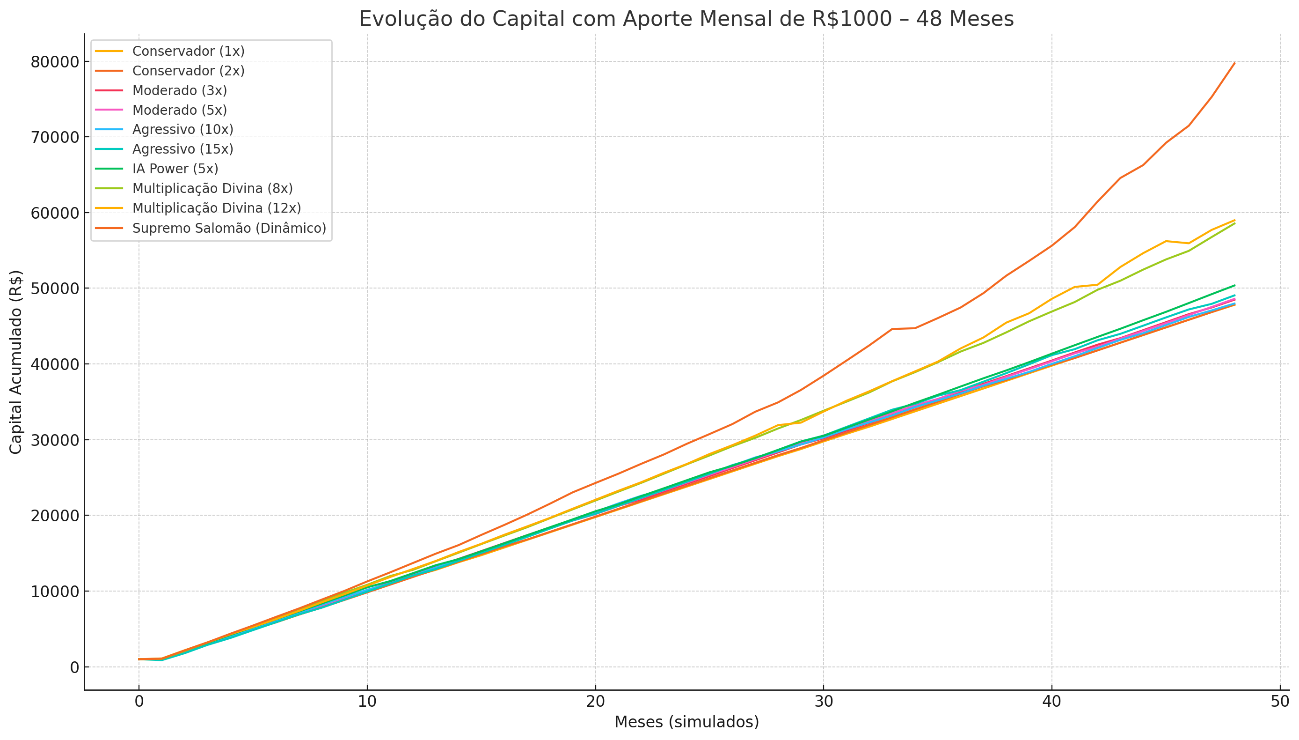 Evolução do Capital com Aporte Mensal de R$1000 – 48 Meses
Conservador (1x)
Conservador (2x)
Moderado (3x)
Moderado (5x)
Agressivo (10x)
Agressivo (15x)
IA Power (5x)
Multiplicação Divina (8x)
Multiplicação Divina (12x)
Supremo Salomão (Dinâmico)
Capital Acumulado (R$)
80000
70000
60000
50000
40000
30000
20000
10000
0
0 10 20 30 40 50
Meses (simulados)